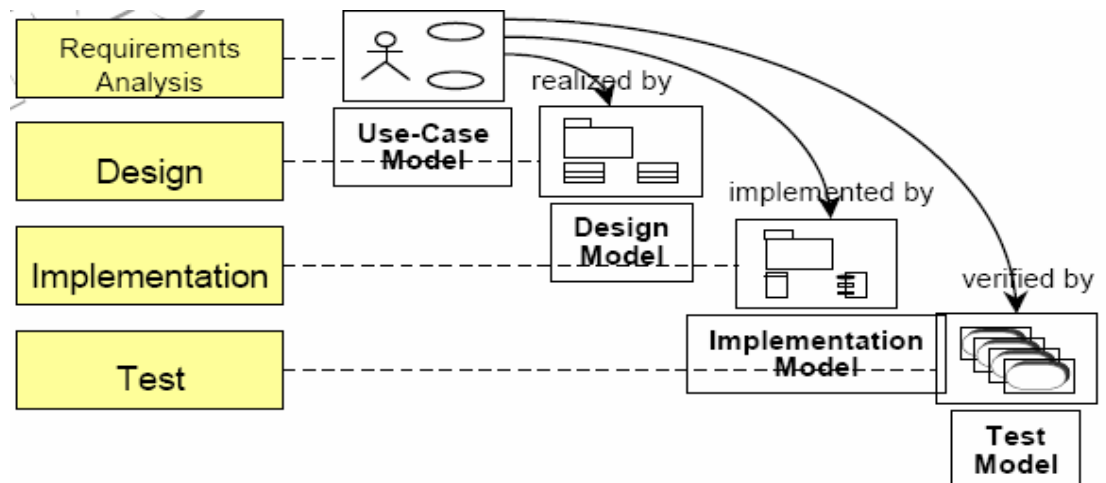 Requirements
Analysis
realized by
Use-Case
Model
Design
implemented by
Design
Model
Implementation
verified by
Implementation
Model
Test
Test
Model